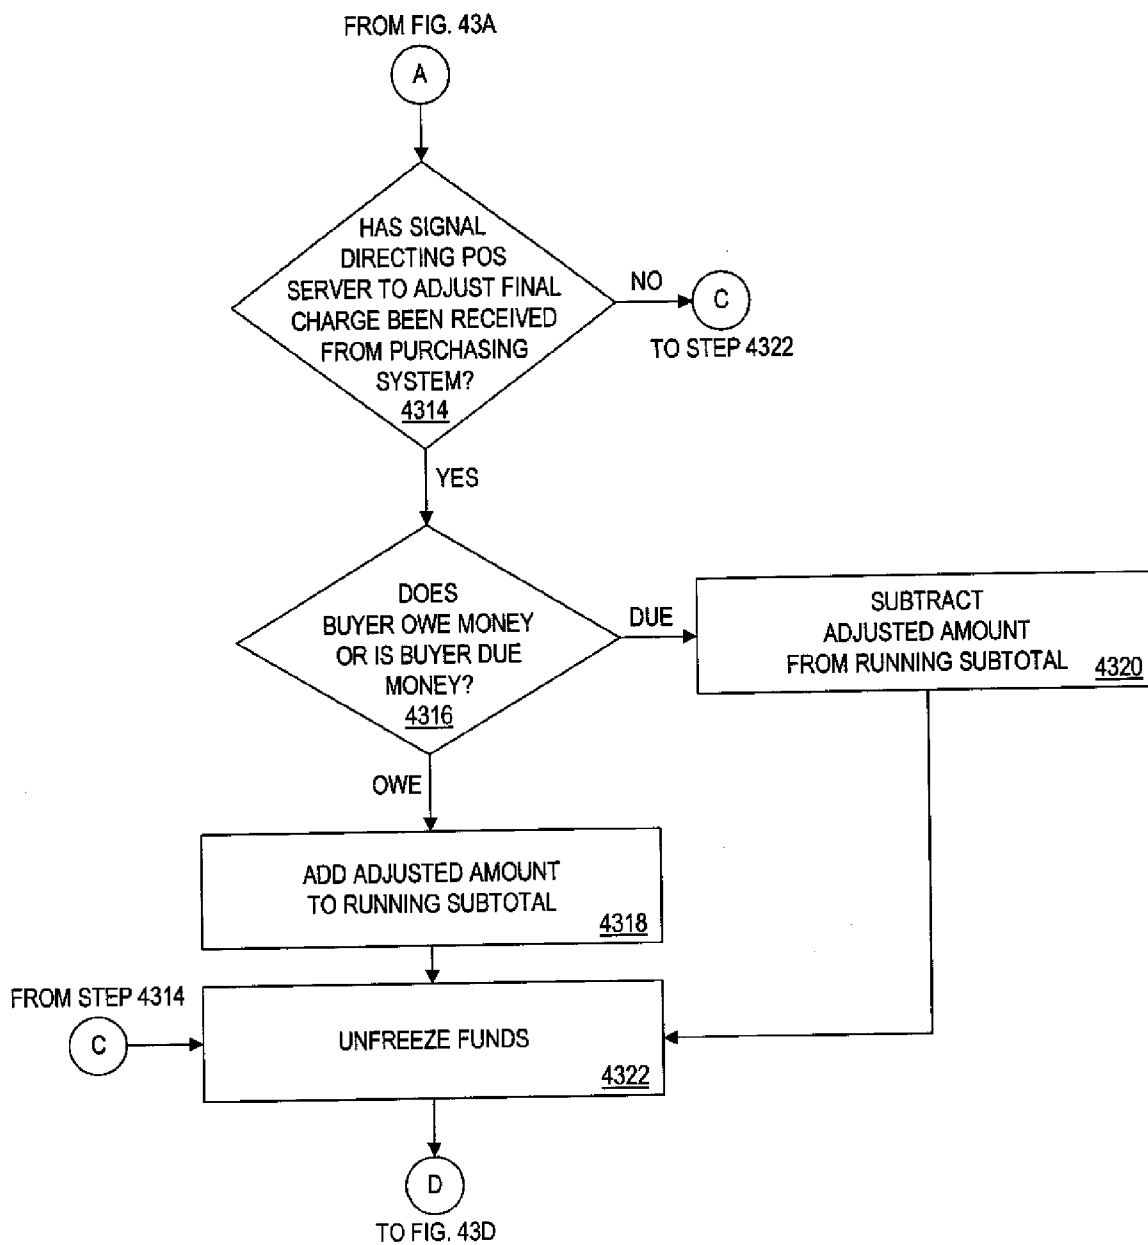 FROM FIG. 43A
A
HAS SIGNAL
DIRECTING POS
SERVER TO ADJUST FINAL
CHARGE BEEN RECEIVED
FROM PURCHASING
SYSTEM?
4314
NO
C
TO STEP 4322
YES
DOES
BUYER OWE MONEY
OR IS BUYER DUE
MONEY?
4316
DUE
SUBTRACT
ADJUSTED AMOUNT
FROM RUNNING SUBTOTAL
4320
OWE
ADD ADJUSTED AMOUNT
TO RUNNING SUBTOTAL
4318
FROM STEP 4314
C
UNFREEZE FUNDS
4322
D
TO FIG. 43D